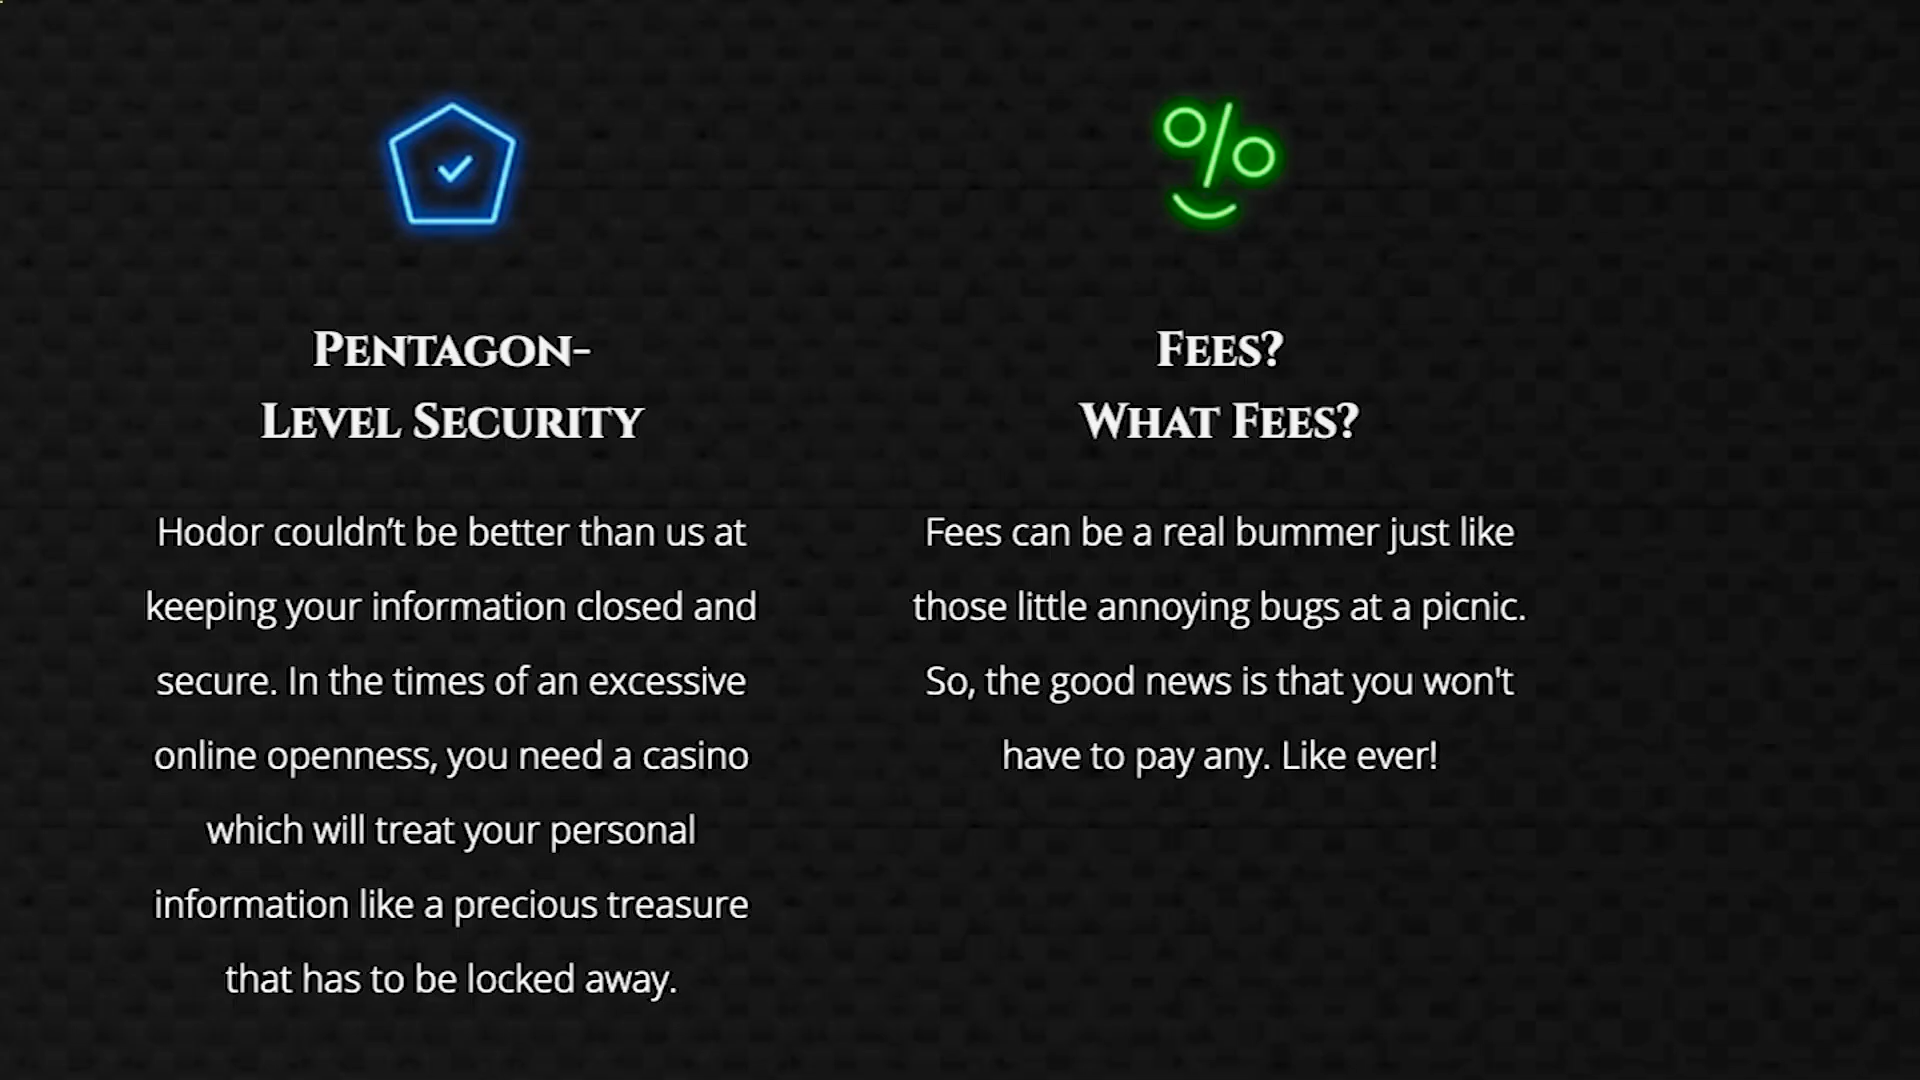 Pentagon-
Level Security
Hodor couldn’t be better than us at
keeping your information closed and
secure. In the times of an excessive
online openness, you need a casino
which will treat your personal
information like a precious treasure
that has to be locked away.
Fees?
What Fees?
Fees can be a real bummer just like
those little annoying bugs at a picnic.
So, the good news is that you won't
have to pay any. Like ever!